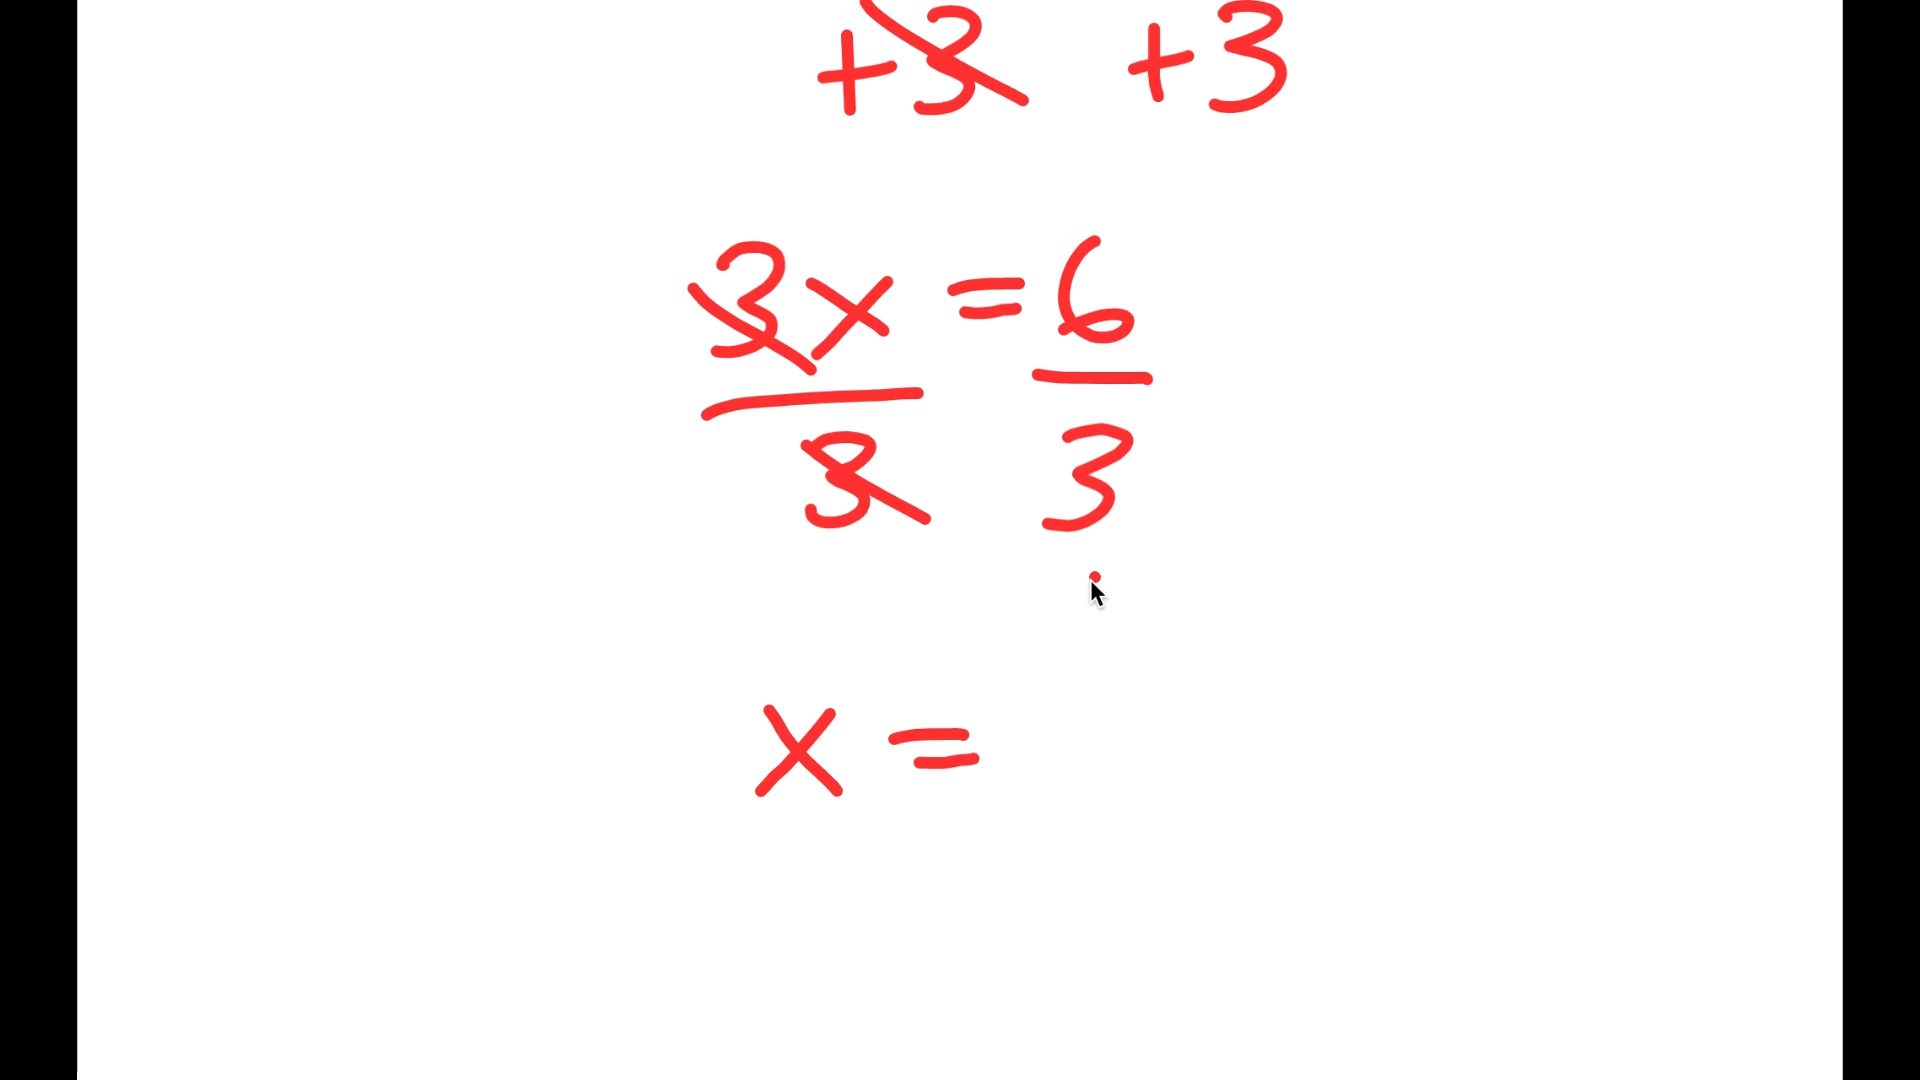 +3 +3
3x = 6
3 3
x =